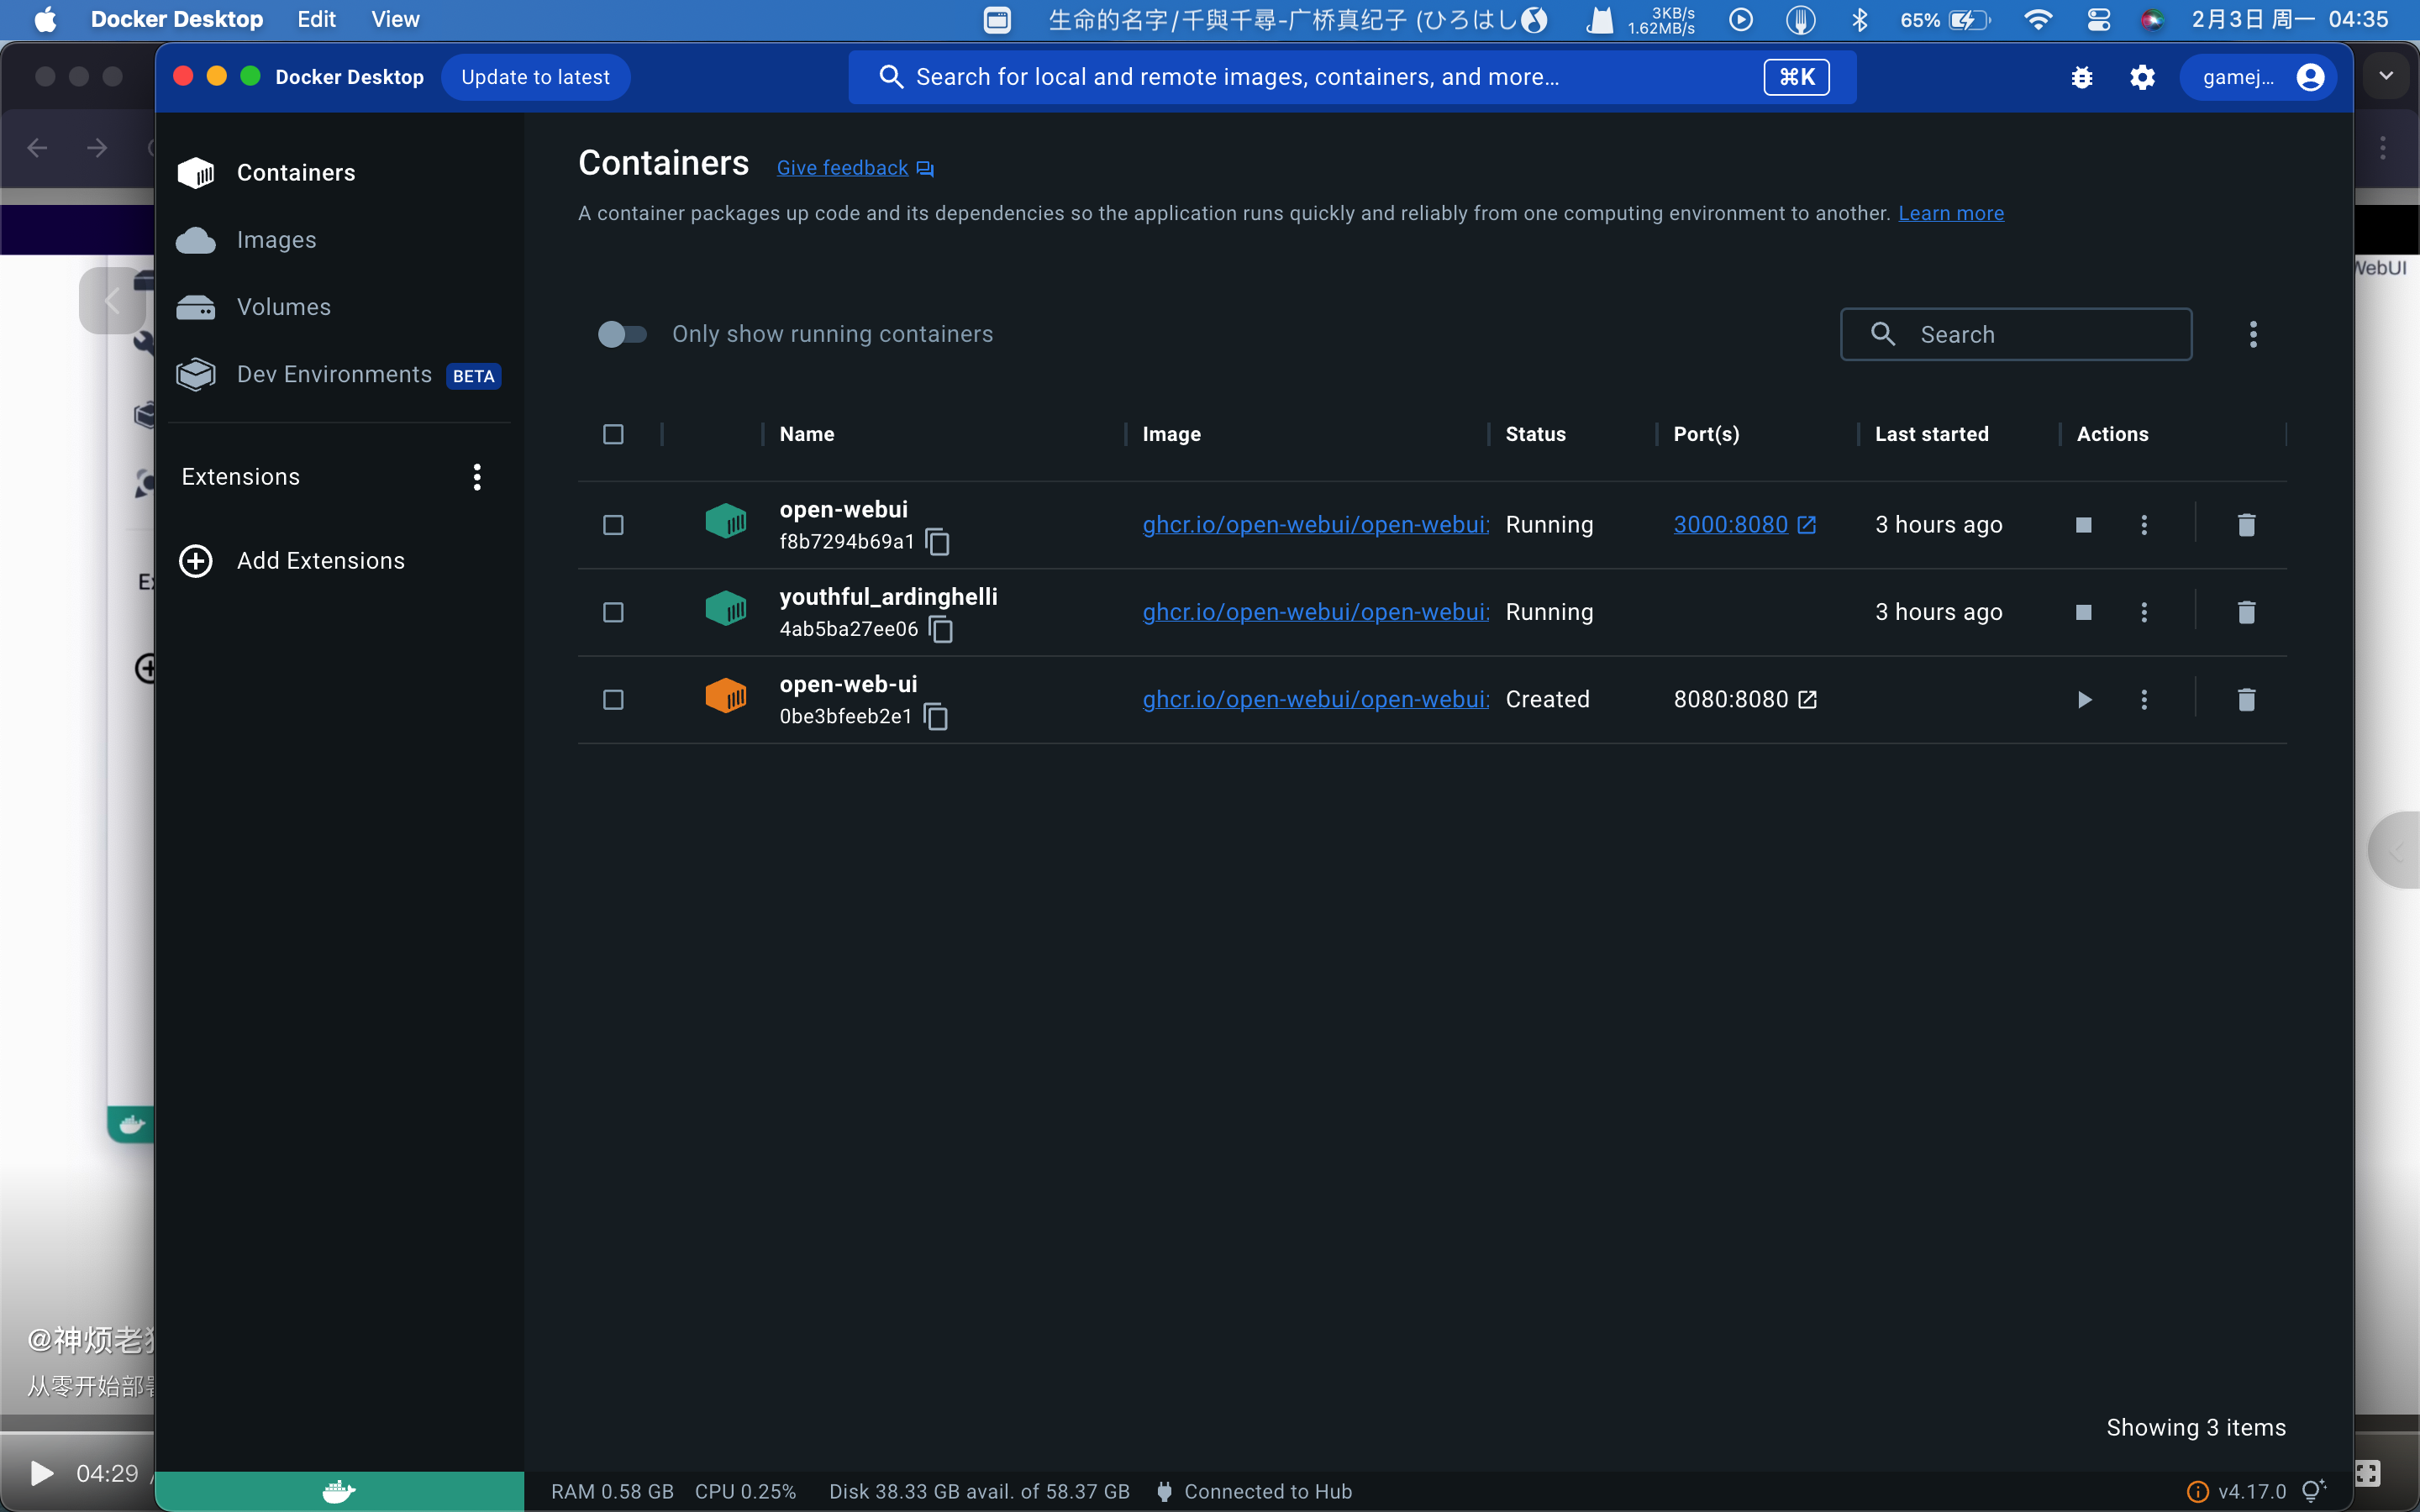 Docker Desktop Edit View
生命的名字/千與千尋-广桥真纪子 (ひろはし
3KB/s
1.62MB/s
65%
2月3日 周一 04:35
Docker Desktop
Update to latest
Search for local and remote images, containers, and more...
⌘K
gamej...
Containers
Images
Volumes
Dev Environments BETA
Extensions
Add Extensions
Containers
Give feedback
A container packages up code and its dependencies so the application runs quickly and reliably from one computing environment to another. Learn more
Only show running containers
Search
Name Image Status Port(s) Last started Actions
open-webui
f8b7294b69a1
ghcr.io/open-webui/open-webui: Running 3000:8080 3 hours ago
youthful_ardinghelli
4ab5ba27ee06
ghcr.io/open-webui/open-webui: Running 3 hours ago
open-web-ui
0be3bfeeb2e1
ghcr.io/open-webui/open-webui: Created 8080:8080
Showing 3 items
RAM 0.58 GB CPU 0.25% Disk 38.33 GB avail. of 58.37 GB Connected to Hub
v4.17.0
WebUI
@神烦老
从零开始部
04:29 /